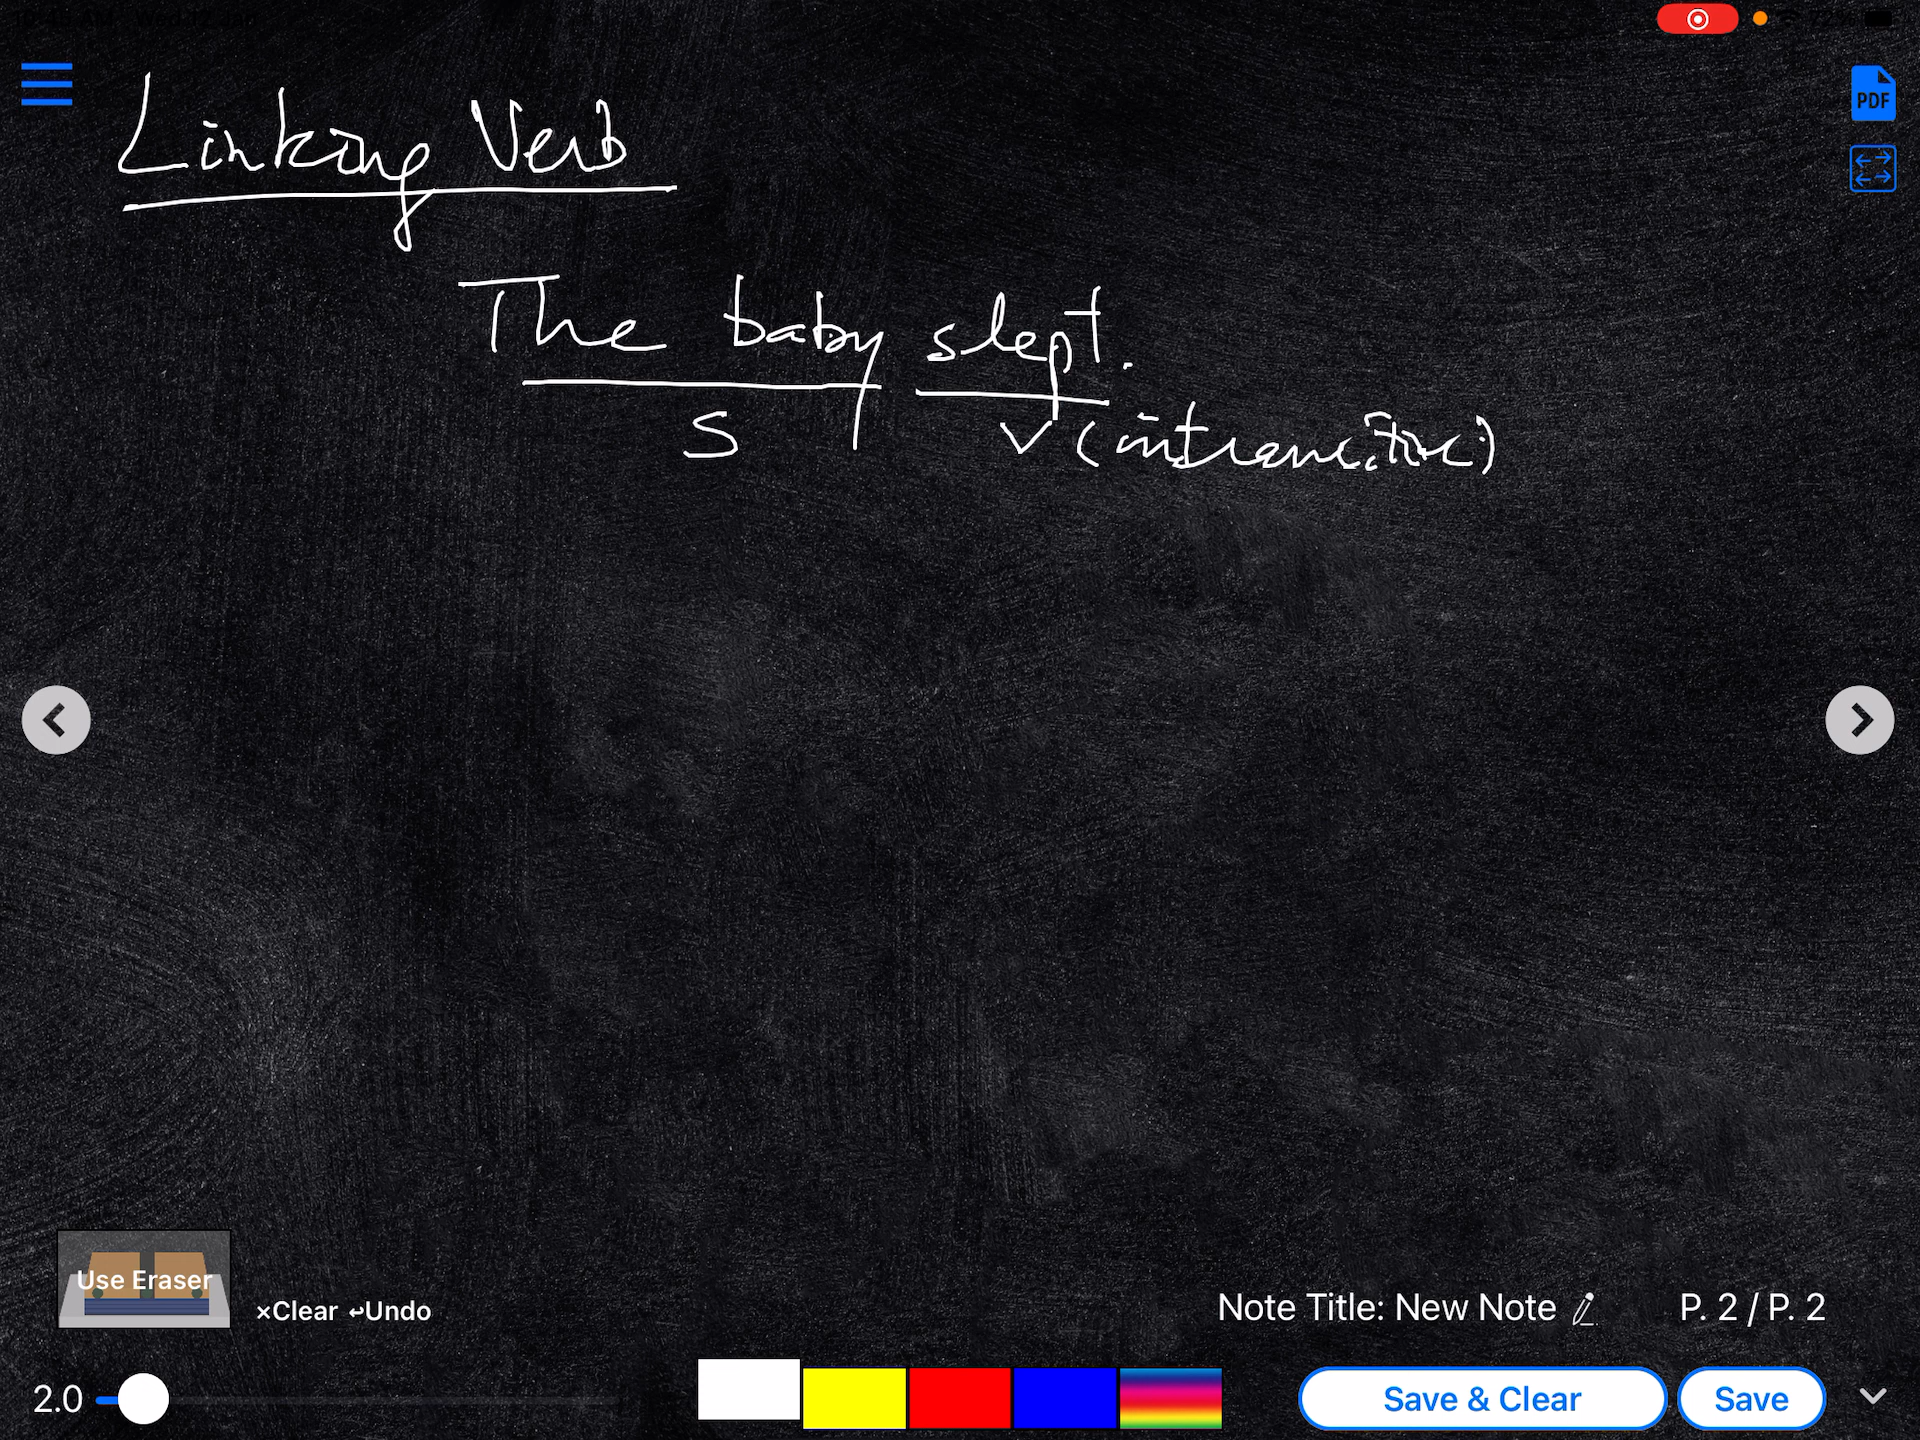 PDF
Linking Verb
The baby slept.
S V (intransitive)
Use Eraser
×Clear ↩Undo
Note Title: New Note P. 2 / P. 2
2.0 Save & Clear Save